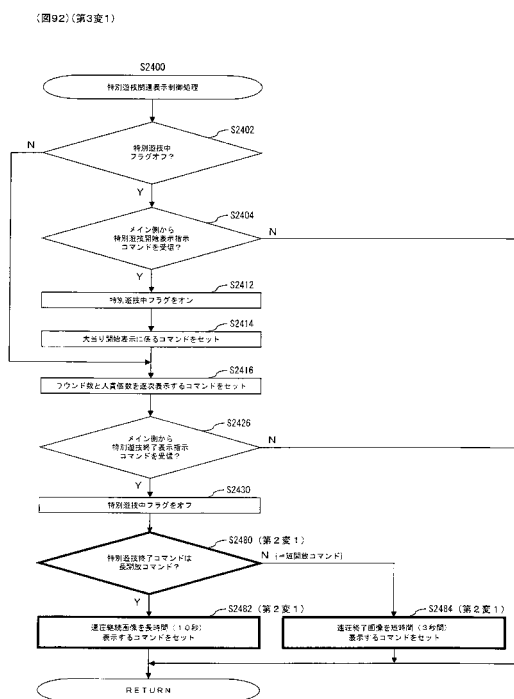 (図92)(第3変1)
S2400
特別遊技関連表示制御処理
S2402
特別遊技中
フラグオフ?
N
Y
S2404
メイン側から
特別遊技開始表示指示
コマンドを受信?
N
Y
S2412
特別遊技中フラグをオン
S2414
大当り開始表示に係るコマンドをセット
S2416
ラウンド数と入賞個数を逐次表示するコマンドをセット
S2426
メイン側から
特別遊技終了表示指示
コマンドを受信?
N
Y
S2430
特別遊技中フラグをオフ
S2480 (第2変1)
特別遊技終了コマンドは
長開放コマンド?
N (=短開放コマンド)
Y
S2482 (第2変1)
連荘継続画像を長時間(10秒)
表示するコマンドをセット
S2484 (第2変1)
連荘終了画像を短時間(3秒間)
表示するコマンドをセット
RETURN